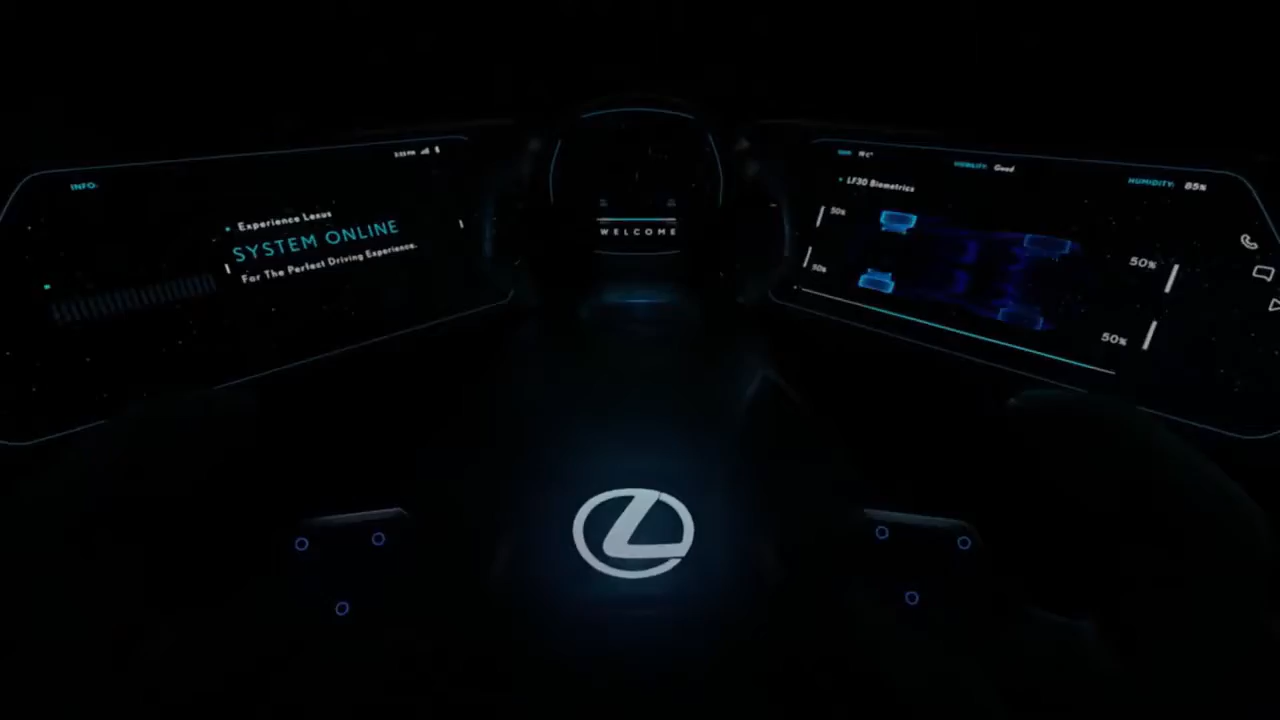 INFO.
Experience Lexus
SYSTEM ONLINE
For The Perfect Driving Experience.
WELCOME
Good
HUMIDITY: 85%
LF30 Biometrics
50%
50%
50%
50%